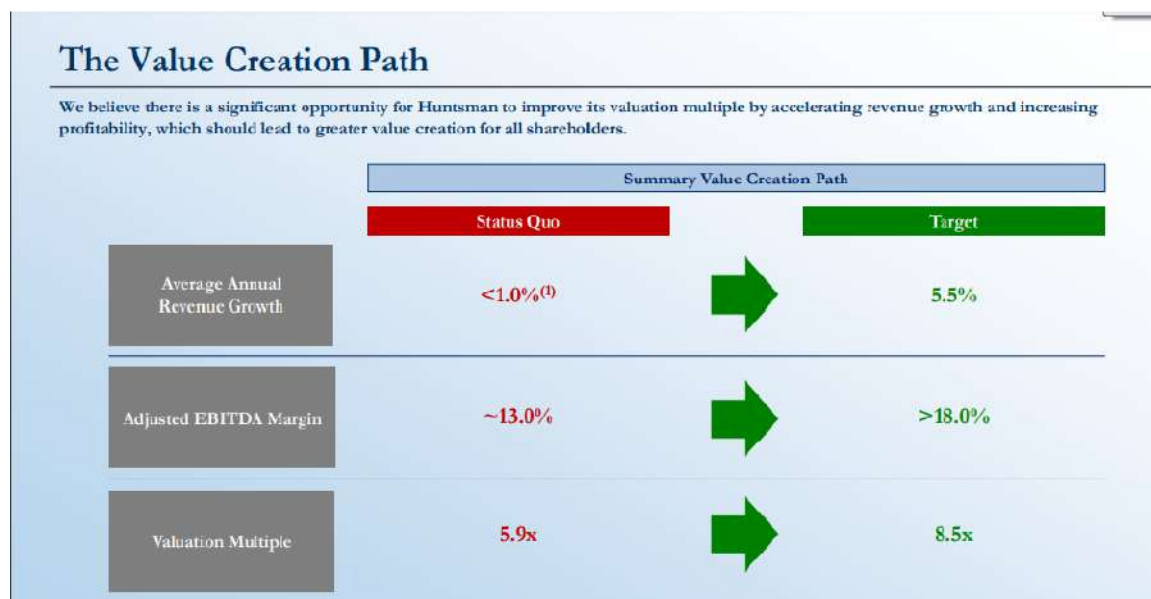 The Value Creation Path
We believe there is a significant opportunity for Huntsman to improve its valuation multiple by accelerating revenue growth and increasing
profitability, which should lead to greater value creation for all shareholders.
Summary Value Creation Path
Status Quo
Target
Average Annual
Revenue Growth
<1.0%(1)
5.5%
Adjusted EBITDA Margin
~13.0%
>18.0%
Valuation Multiple
5.9x
8.5x